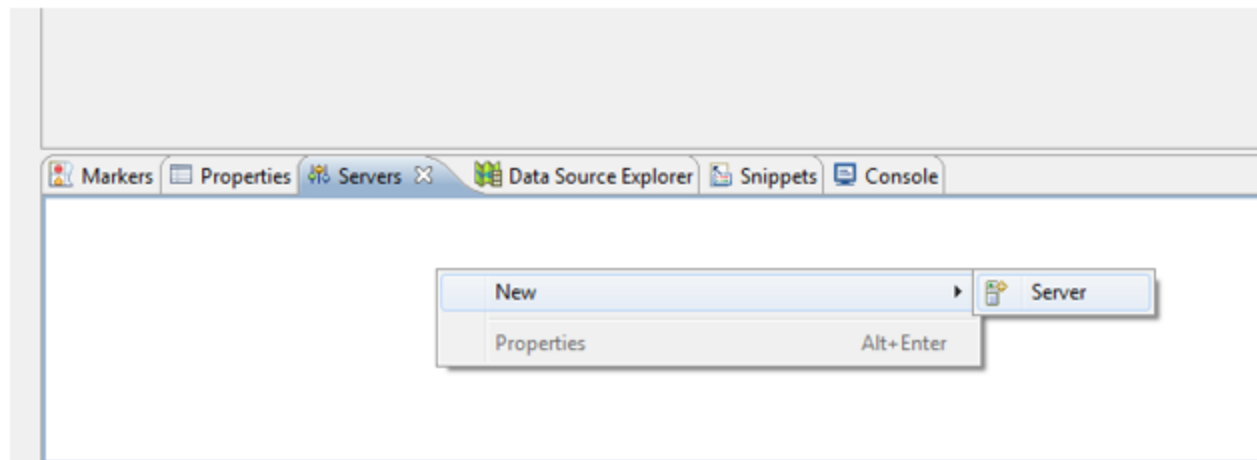 Markers Properties Servers Data Source Explorer Snippets Console
New Server
Properties Alt+Enter